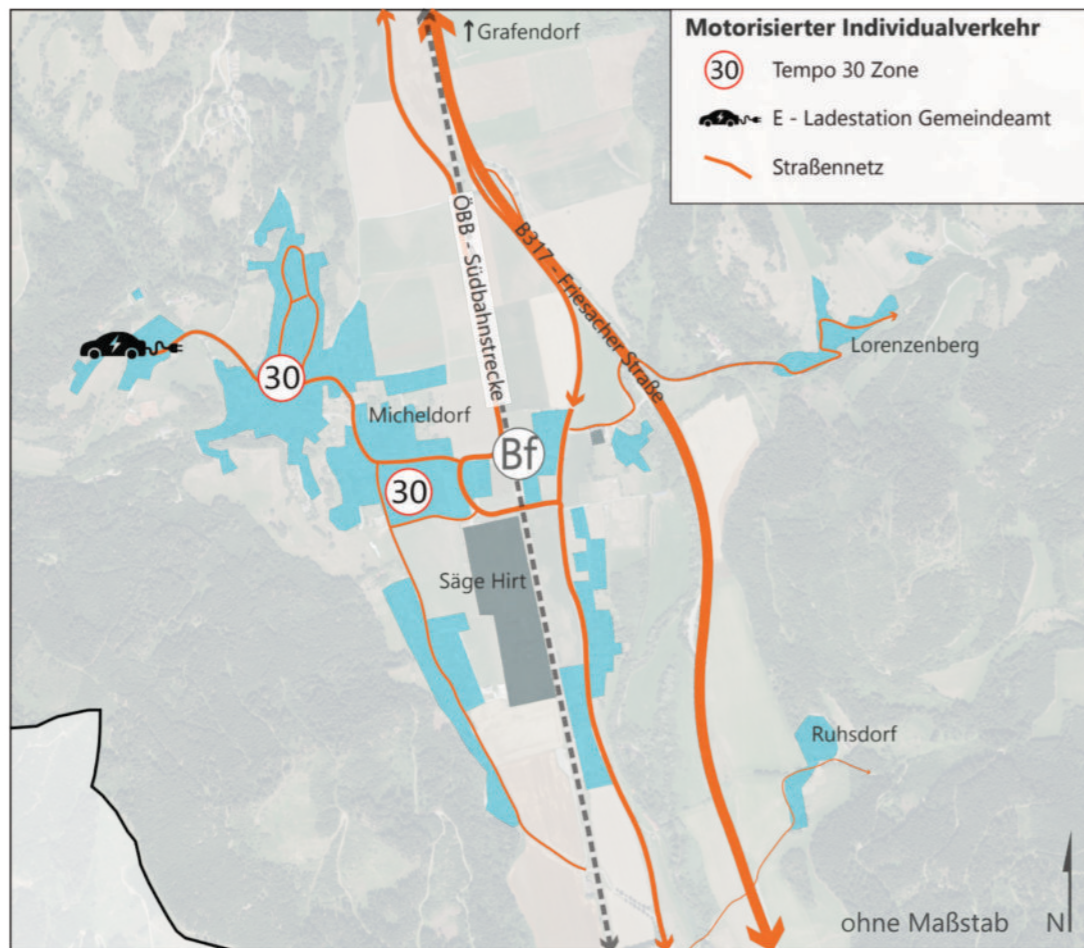 ↑Grafendorf
Motorisierter Individualverkehr
30 Tempo 30 Zone
E - Ladestation Gemeindeamt
Straßennetz
ÖBB - Südbahnstrecke
B317 - Friesacher Straße
Lorenzenberg
30
Micheldorf
Bf
30
Säge Hirt
Ruhsdorf
ohne Maßstab N